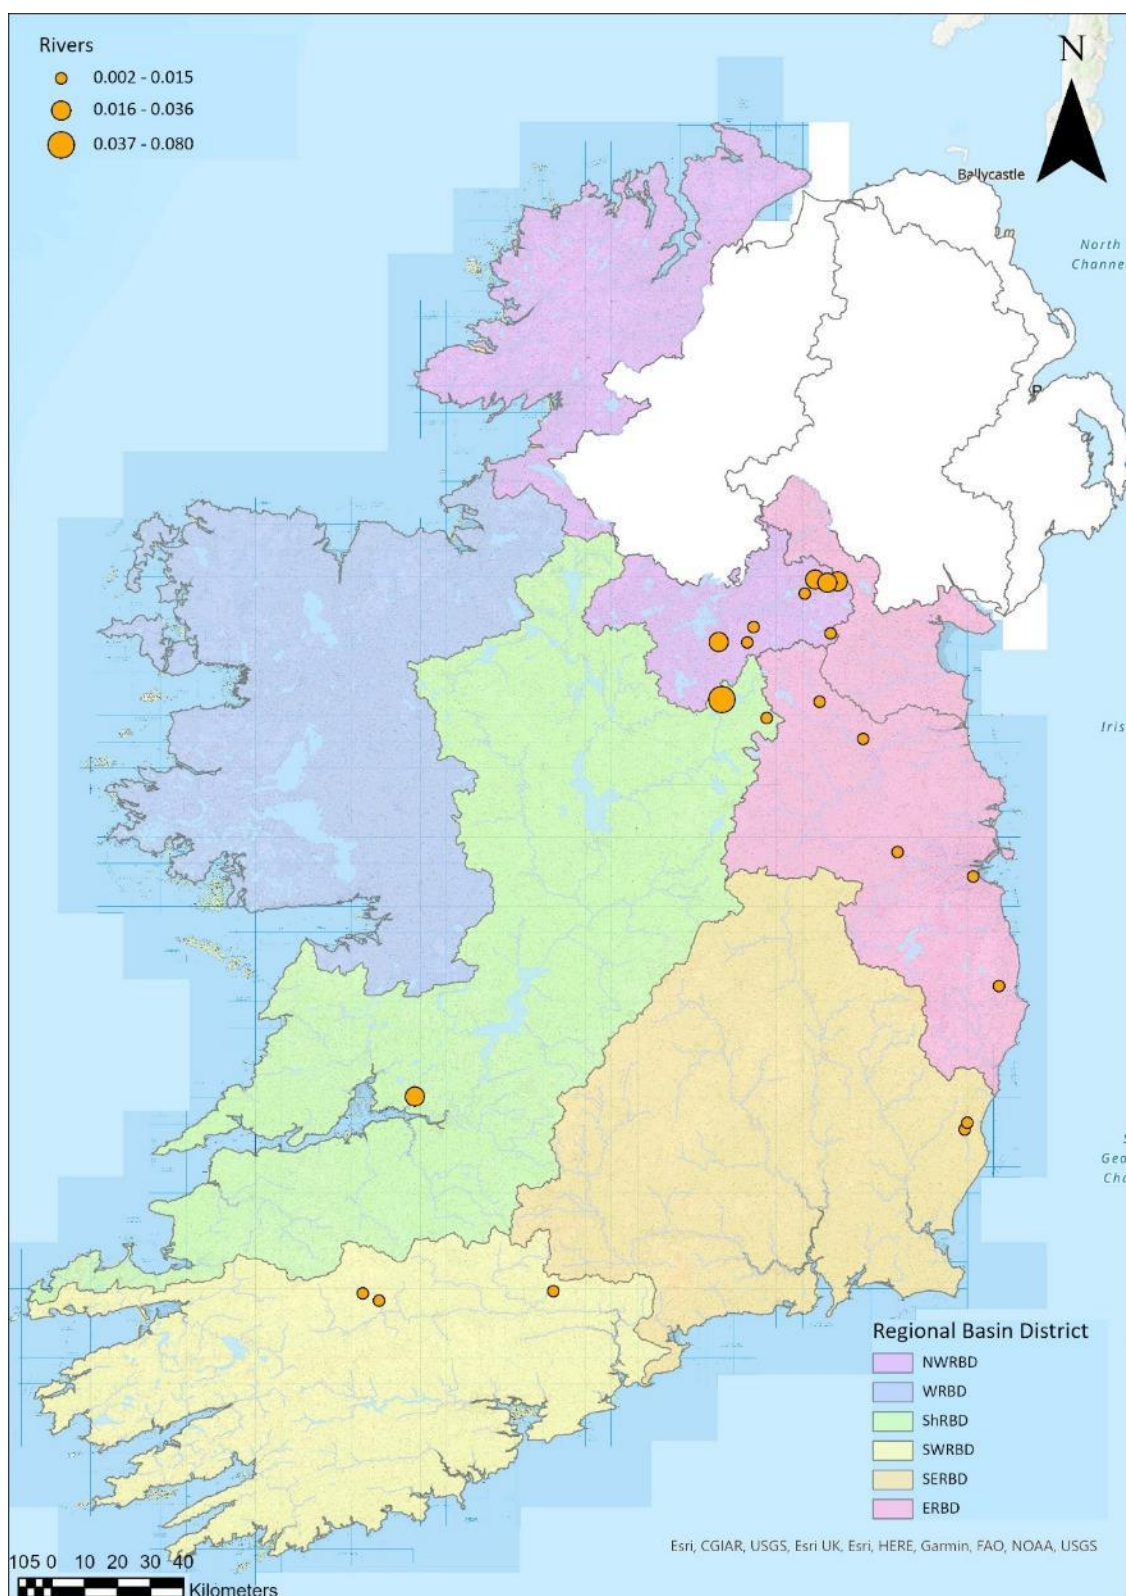 Rivers
0.002 - 0.015
0.016 - 0.036
0.037 - 0.080
N
Ballycastle
North
Channe
Iris
Geo
Cha
Regional Basin District
NWRBD
WRBD
ShRBD
SWRBD
SERBD
ERBD
Esri, CGIAR, USGS, Esri UK, Esri, HERE, Garmin, FAO, NOAA, USGS
105 0 10 20 30 40
Kilometers